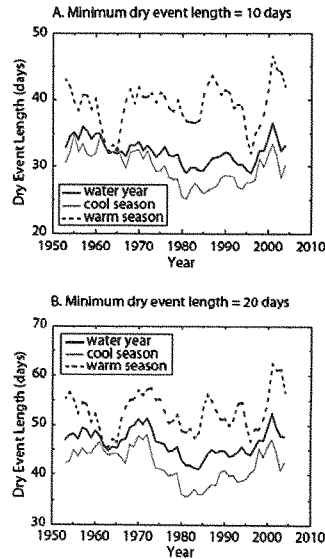 A. Minimum dry event length = 10 days
50
40
30
20
Dry Event Length (days)
water year
cool season
warm season
1950 1960 1970 1980 1990 2000 2010
Year
B. Minimum dry event length = 20 days
70
60
50
40
30
Dry Event Length (days)
water year
cool season
warm season
1950 1960 1970 1980 1990 2000 2010
Year